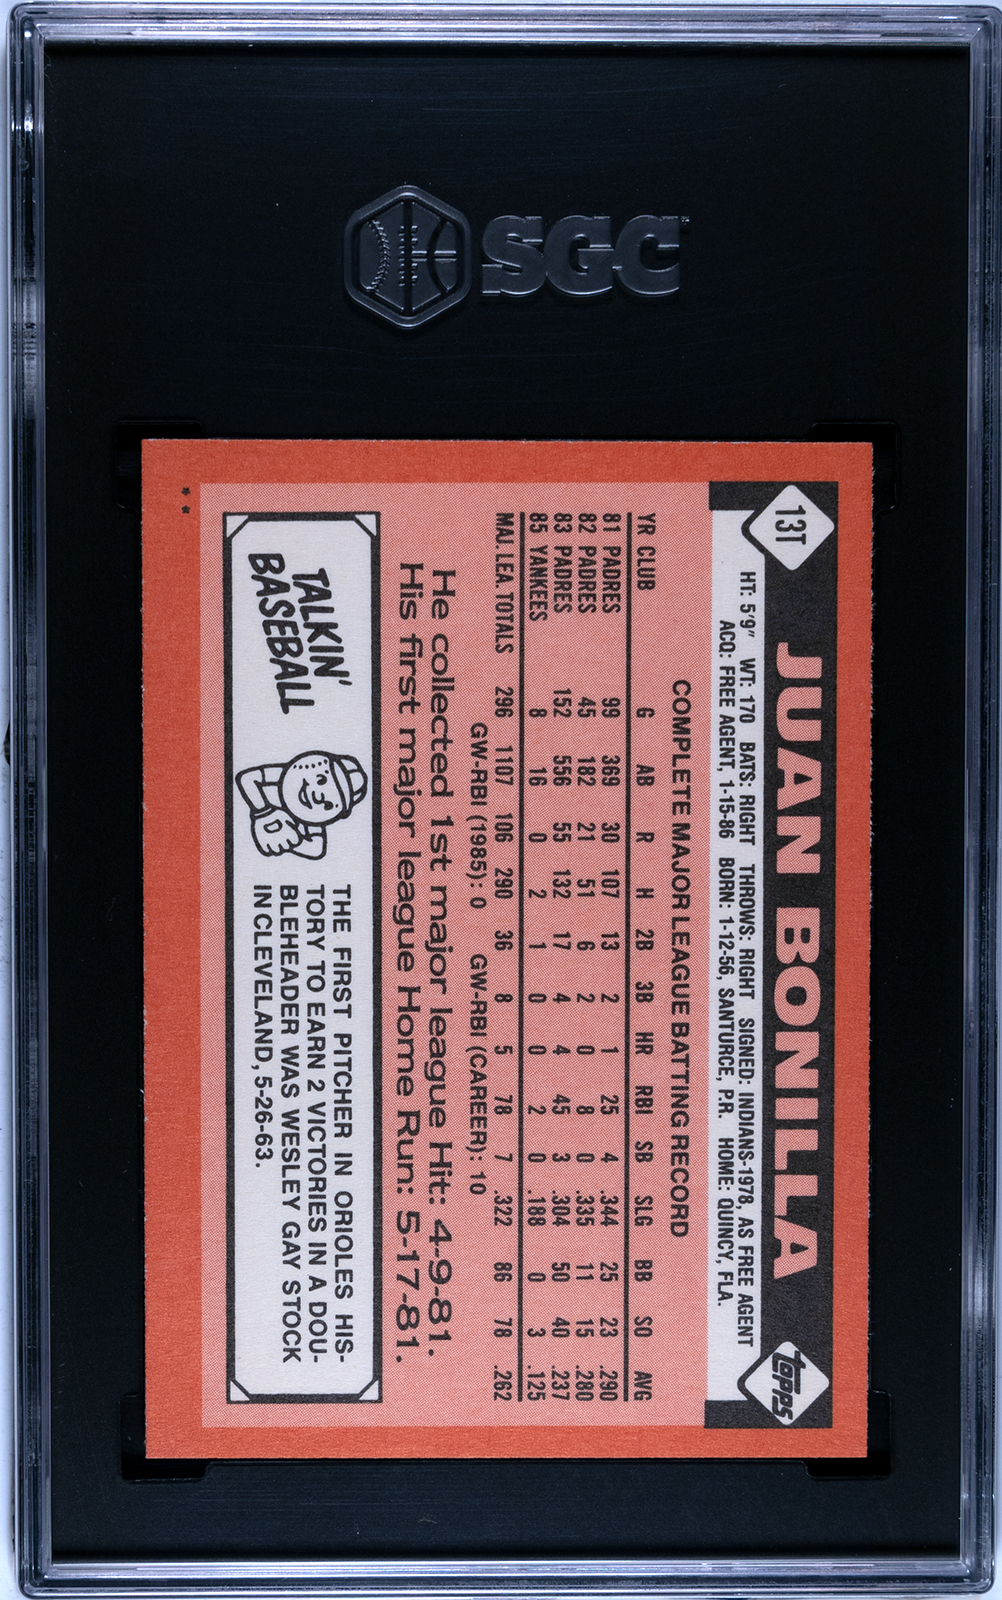 SGC
13T
JUAN BONILLA
topps
HT: 5'9" WT: 170 BATS: RIGHT THROWS: RIGHT SIGNED: INDIANS-1978, AS FREE AGENT
ACQ: FREE AGENT, 1-15-86 BORN: 1-12-56, SANTURCE, P.R. HOME: QUINCY, FLA.
COMPLETE MAJOR LEAGUE BATTING RECORD
YR CLUB G AB R H 2B 3B HR RBI SB SLG BB SO AVG
81 PADRES 99 369 30 107 13 2 1 25 4 .344 25 23 .290
82 PADRES 45 182 21 51 6 2 0 8 0 .335 11 15 .280
83 PADRES 152 556 55 132 17 4 4 45 3 .304 50 40 .237
85 YANKEES 8 16 0 2 1 0 0 2 0 .188 0 3 .125
MAJ. LEA. TOTALS 296 1107 106 290 36 8 5 78 7 .322 86 78 .262
GW-RBI (1985): 0 GW-RBI (CAREER): 10
He collected 1st major league Hit: 4-9-81.
His first major league Home Run: 5-17-81.
TALKIN'
BASEBALL
THE FIRST PITCHER IN ORIOLES HIS-
TORY TO EARN 2 VICTORIES IN A DOU-
BLEHEADER WAS WESLEY GAY STOCK
IN CLEVELAND, 5-26-63.
**